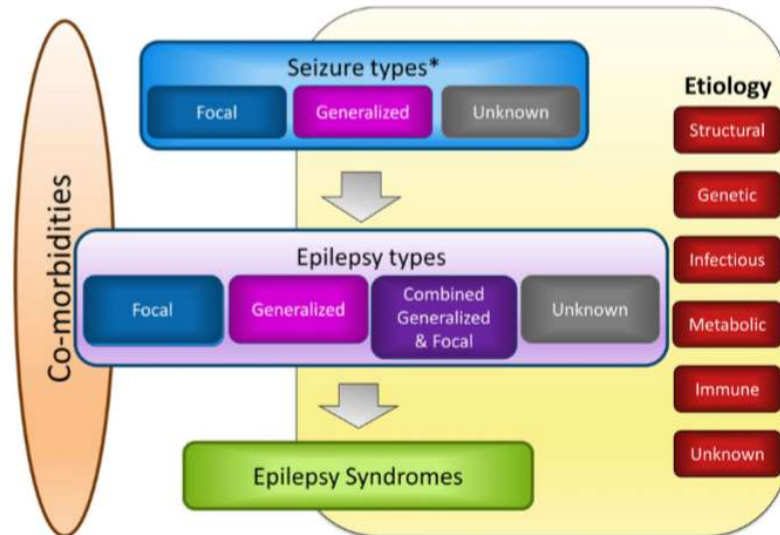 Co-morbidities
Seizure types*
Focal
Generalized
Unknown
Epilepsy types
Focal
Generalized
Combined
Generalized
& Focal
Unknown
Epilepsy Syndromes
Etiology
Structural
Genetic
Infectious
Metabolic
Immune
Unknown